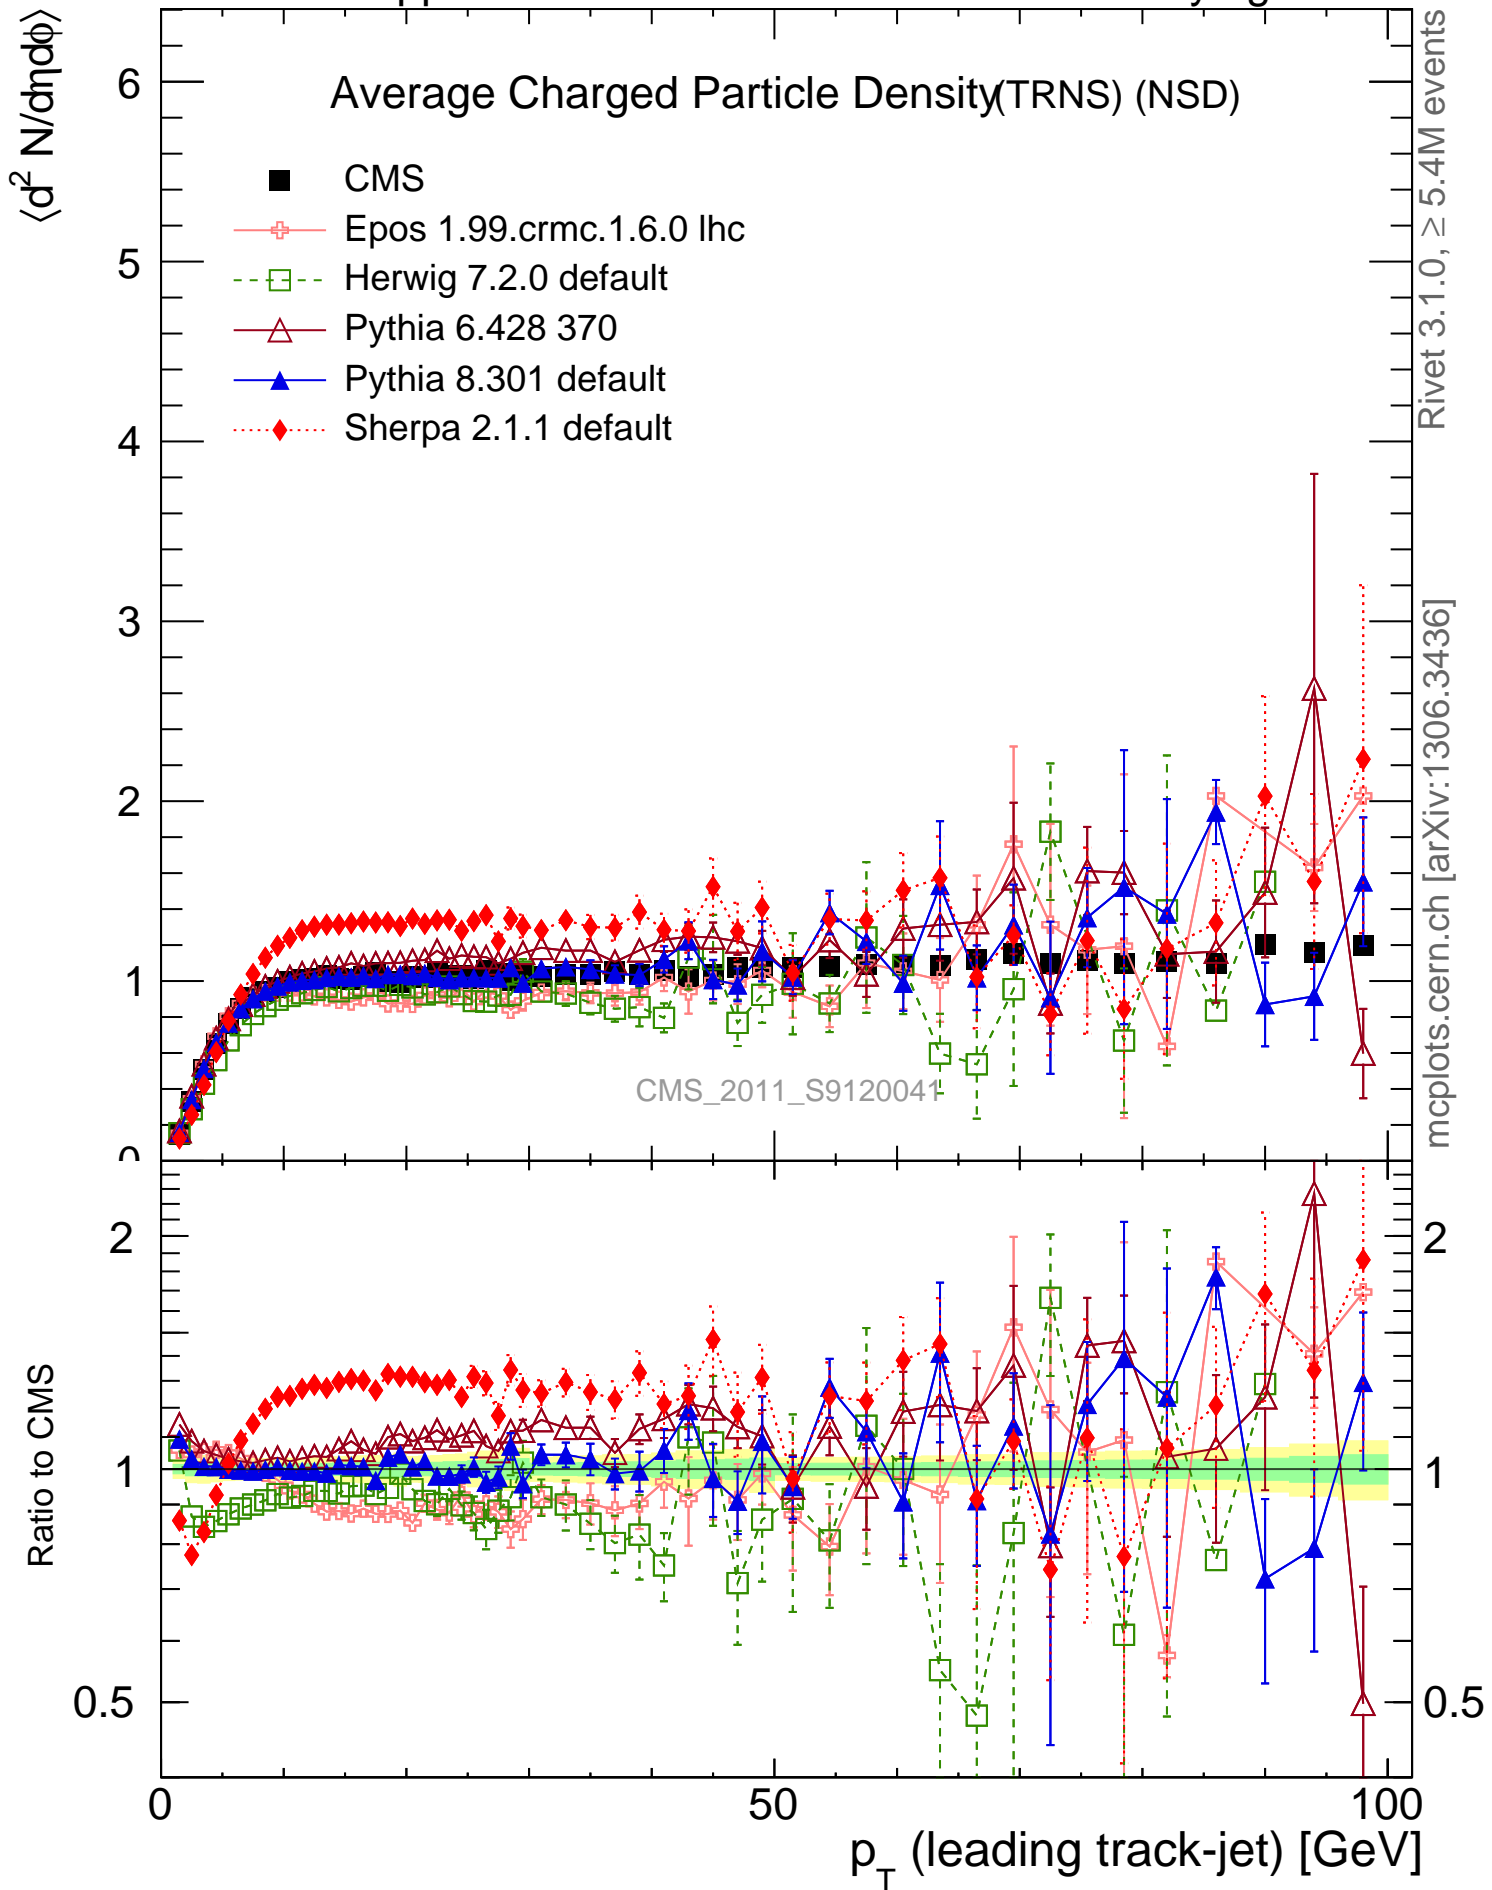 ⟨d² N/dηdϕ⟩
Average Charged Particle Density (TRNS) (NSD)
CMS
Epos 1.99.crmc.1.6.0 lhc
Herwig 7.2.0 default
Pythia 6.428 370
Pythia 8.301 default
Sherpa 2.1.1 default
6
5
4
3
2
1
0
CMS_2011_S9120041
Rivet 3.1.0, ≥ 5.4M events
mcplots.cern.ch [arXiv:1306.3436]
Ratio to CMS
2
1
0.5
2
1
0.5
0
50
100
p_T (leading track-jet) [GeV]